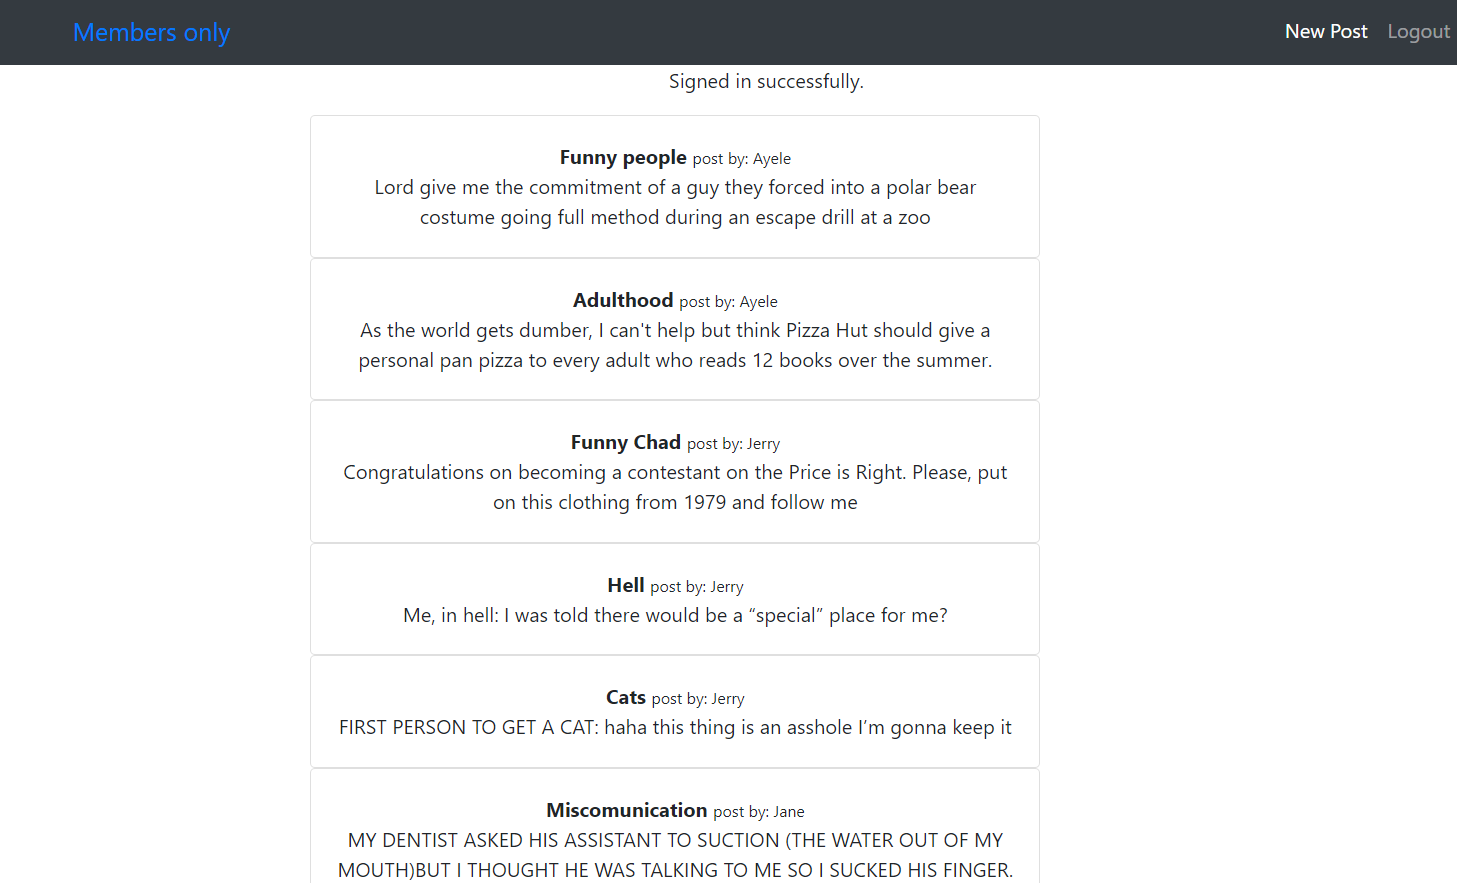 Members only
New Post Logout
Signed in successfully.
Funny people post by: Ayele
Lord give me the commitment of a guy they forced into a polar bear
costume going full method during an escape drill at a zoo
Adulthood post by: Ayele
As the world gets dumber, I can't help but think Pizza Hut should give a
personal pan pizza to every adult who reads 12 books over the summer.
Funny Chad post by: Jerry
Congratulations on becoming a contestant on the Price is Right. Please, put
on this clothing from 1979 and follow me
Hell post by: Jerry
Me, in hell: I was told there would be a “special” place for me?
Cats post by: Jerry
FIRST PERSON TO GET A CAT: haha this thing is an asshole I’m gonna keep it
Miscomunication post by: Jane
MY DENTIST ASKED HIS ASSISTANT TO SUCTION (THE WATER OUT OF MY
MOUTH)BUT I THOUGHT HE WAS TALKING TO ME SO I SUCKED HIS FINGER.